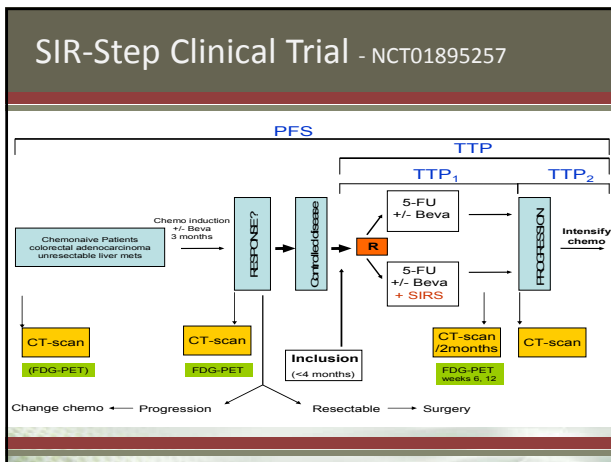 SIR-Step Clinical Trial - NCT01895257
PFS
TTP
TTP1
TTP2
Chemonaive Patients
colorectal adenocarcinoma
unresectable liver mets
Chemo induction
+/- Beva
3 months
RESPONSE?
Controlled disease
R
5-FU
+/- Beva
5-FU
+/- Beva
+ SIRS
PROGRESSION
Intensify
chemo
CT-scan
(FDG-PET)
CT-scan
FDG-PET
Inclusion
(<4 months)
CT-scan
/2months
FDG-PET
weeks 6, 12
CT-scan
Change chemo
Progression
Resectable
Surgery